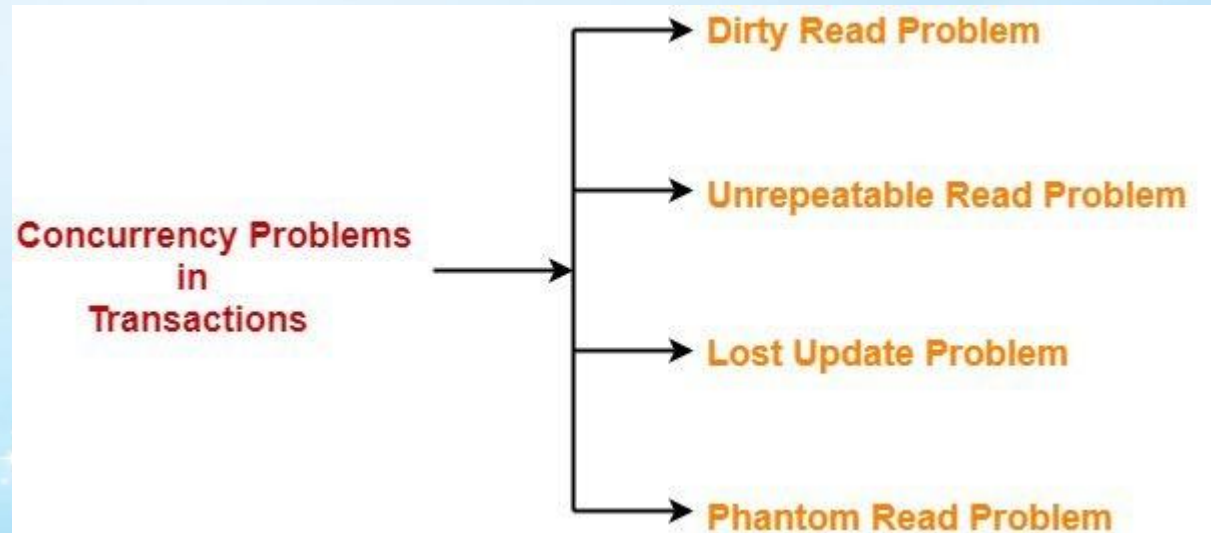 Dirty Read Problem
Unrepeatable Read Problem
Concurrency Problems
in
Transactions
Lost Update Problem
Phantom Read Problem